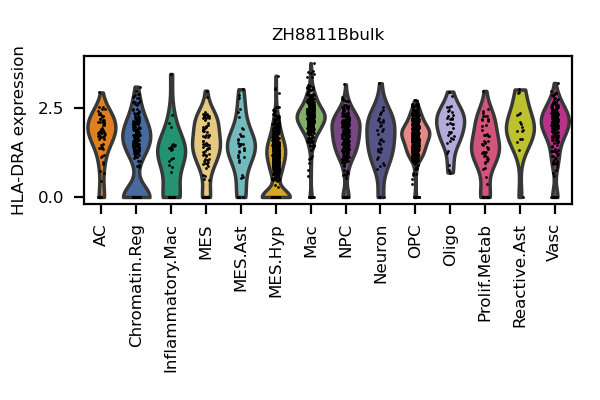 ZH8811Bbulk
HLA-DRA expression
2.5
0.0
AC
Chromatin.Reg
Inflammatory.Mac
MES
MES.Ast
MES.Hyp
Mac
NPC
Neuron
OPC
Oligo
Prolif.Metab
Reactive.Ast
Vasc